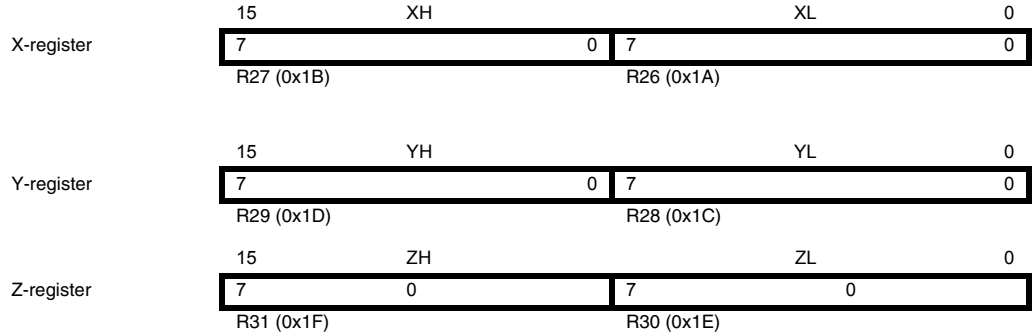 15 XH XL 0
X-register 7 0 7 0
R27 (0x1B) R26 (0x1A)
15 YH YL 0
Y-register 7 0 7 0
R29 (0x1D) R28 (0x1C)
15 ZH ZL 0
Z-register 7 0 7 0
R31 (0x1F) R30 (0x1E)